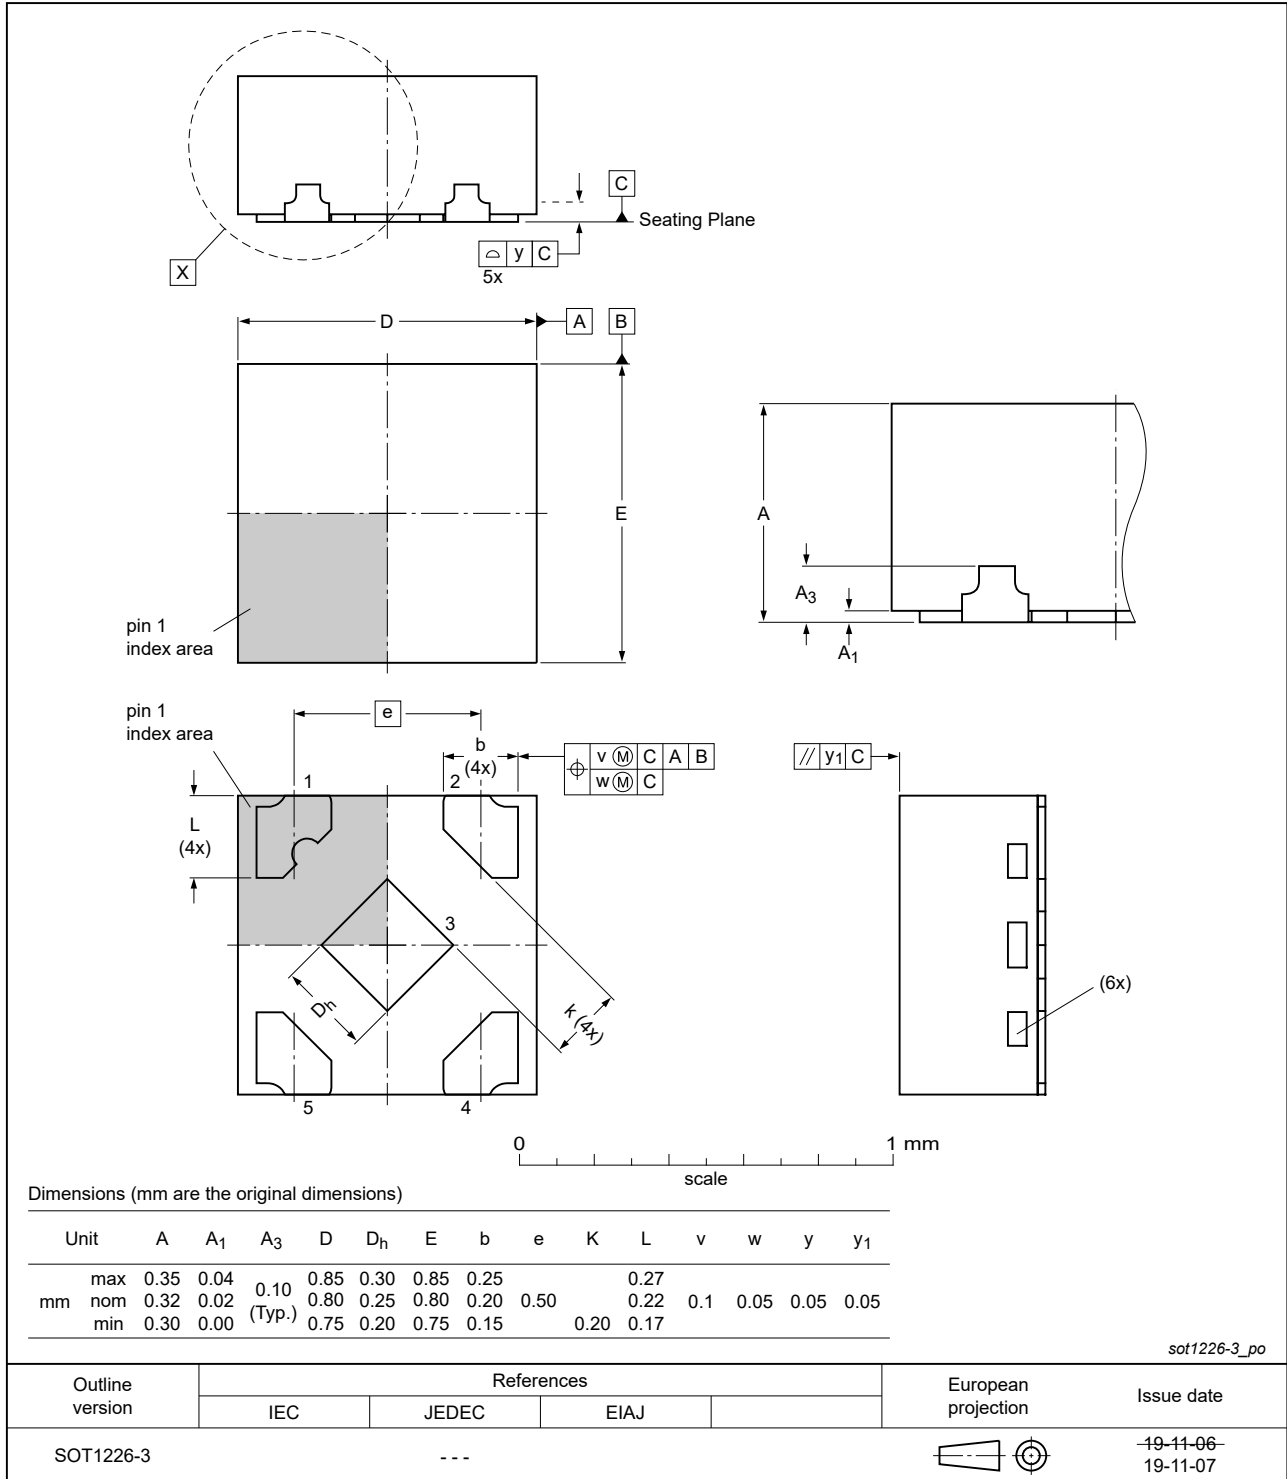 C
Seating Plane
y C
5x
X
D
A
B
E
pin 1
index area
A
A3
A1
pin 1
index area
e
b
(4x)
v Ⓜ C A B
w Ⓜ C
// y1 C
1
2
L
(4x)
3
Dh
k (4x)
(6x)
5
4
0
1 mm
scale
Dimensions (mm are the original dimensions)
Unit A A1 A3 D Dh E b e K L v w y y1
max 0.35 0.04 0.85 0.30 0.85 0.25 0.27
mm nom 0.32 0.02 0.10 (Typ.) 0.80 0.25 0.80 0.20 0.50 0.22 0.1 0.05 0.05 0.05
min 0.30 0.00 0.75 0.20 0.75 0.15 0.20 0.17
sot1226-3_po
Outline
version
References
European
projection
Issue date
IEC JEDEC EIAJ
SOT1226-3
- - -
19-11-06
19-11-07